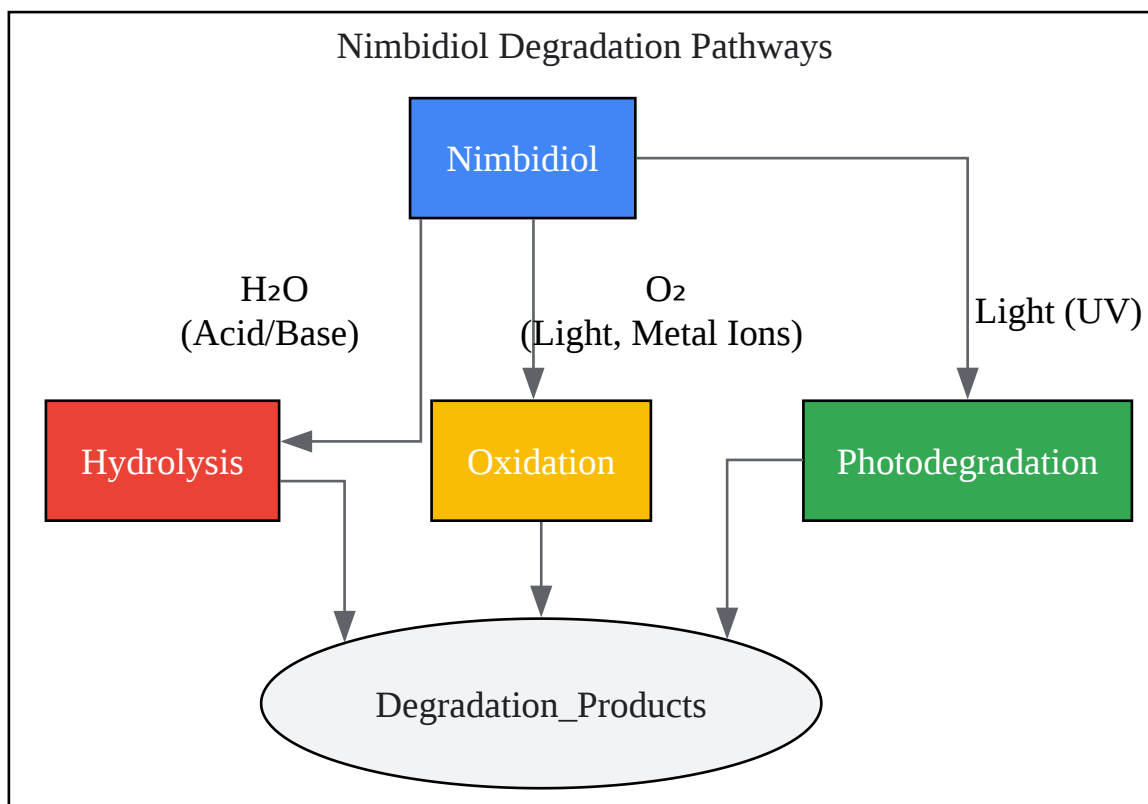 Nimbidiol Degradation Pathways
Nimbidiol
H₂O
(Acid/Base)
O₂
(Light, Metal Ions)
Light (UV)
Hydrolysis
Oxidation
Photodegradation
Degradation_Products